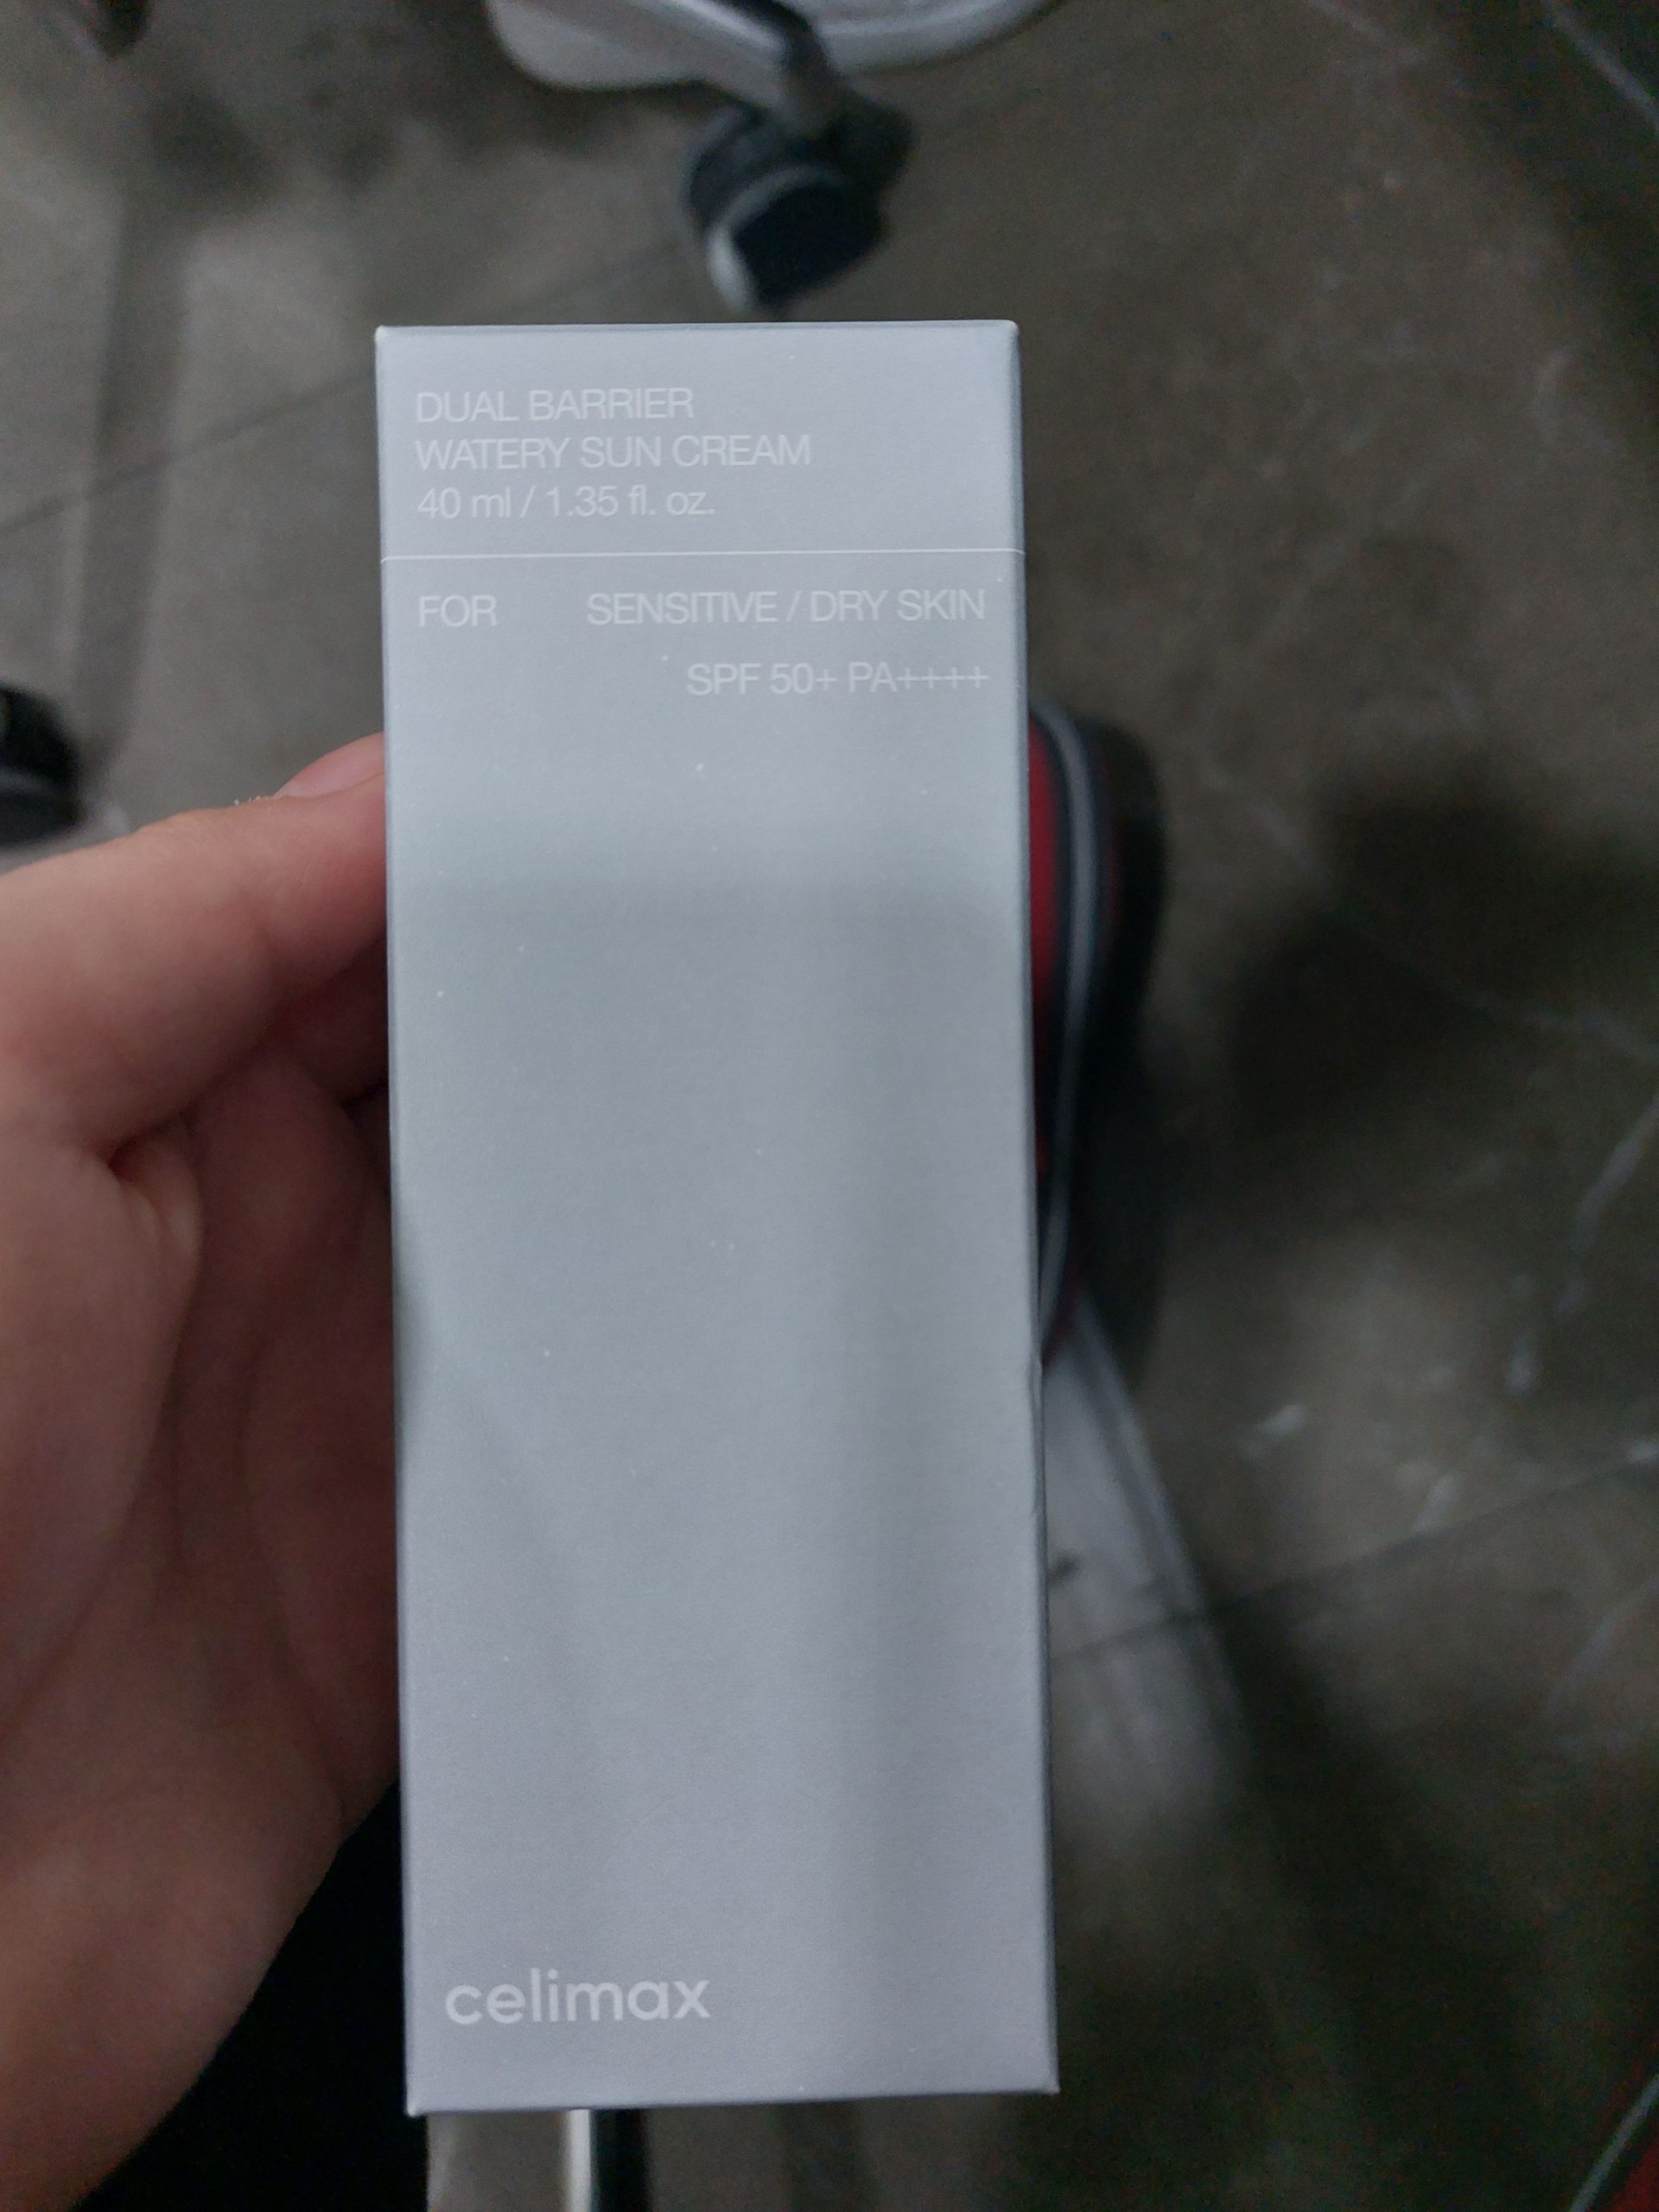 DUAL BARRIER
WATERY SUN CREAM
40 ml / 1.35 fl. oz.
FOR SENSITIVE / DRY SKIN
SPF 50+ PA++++
celimax